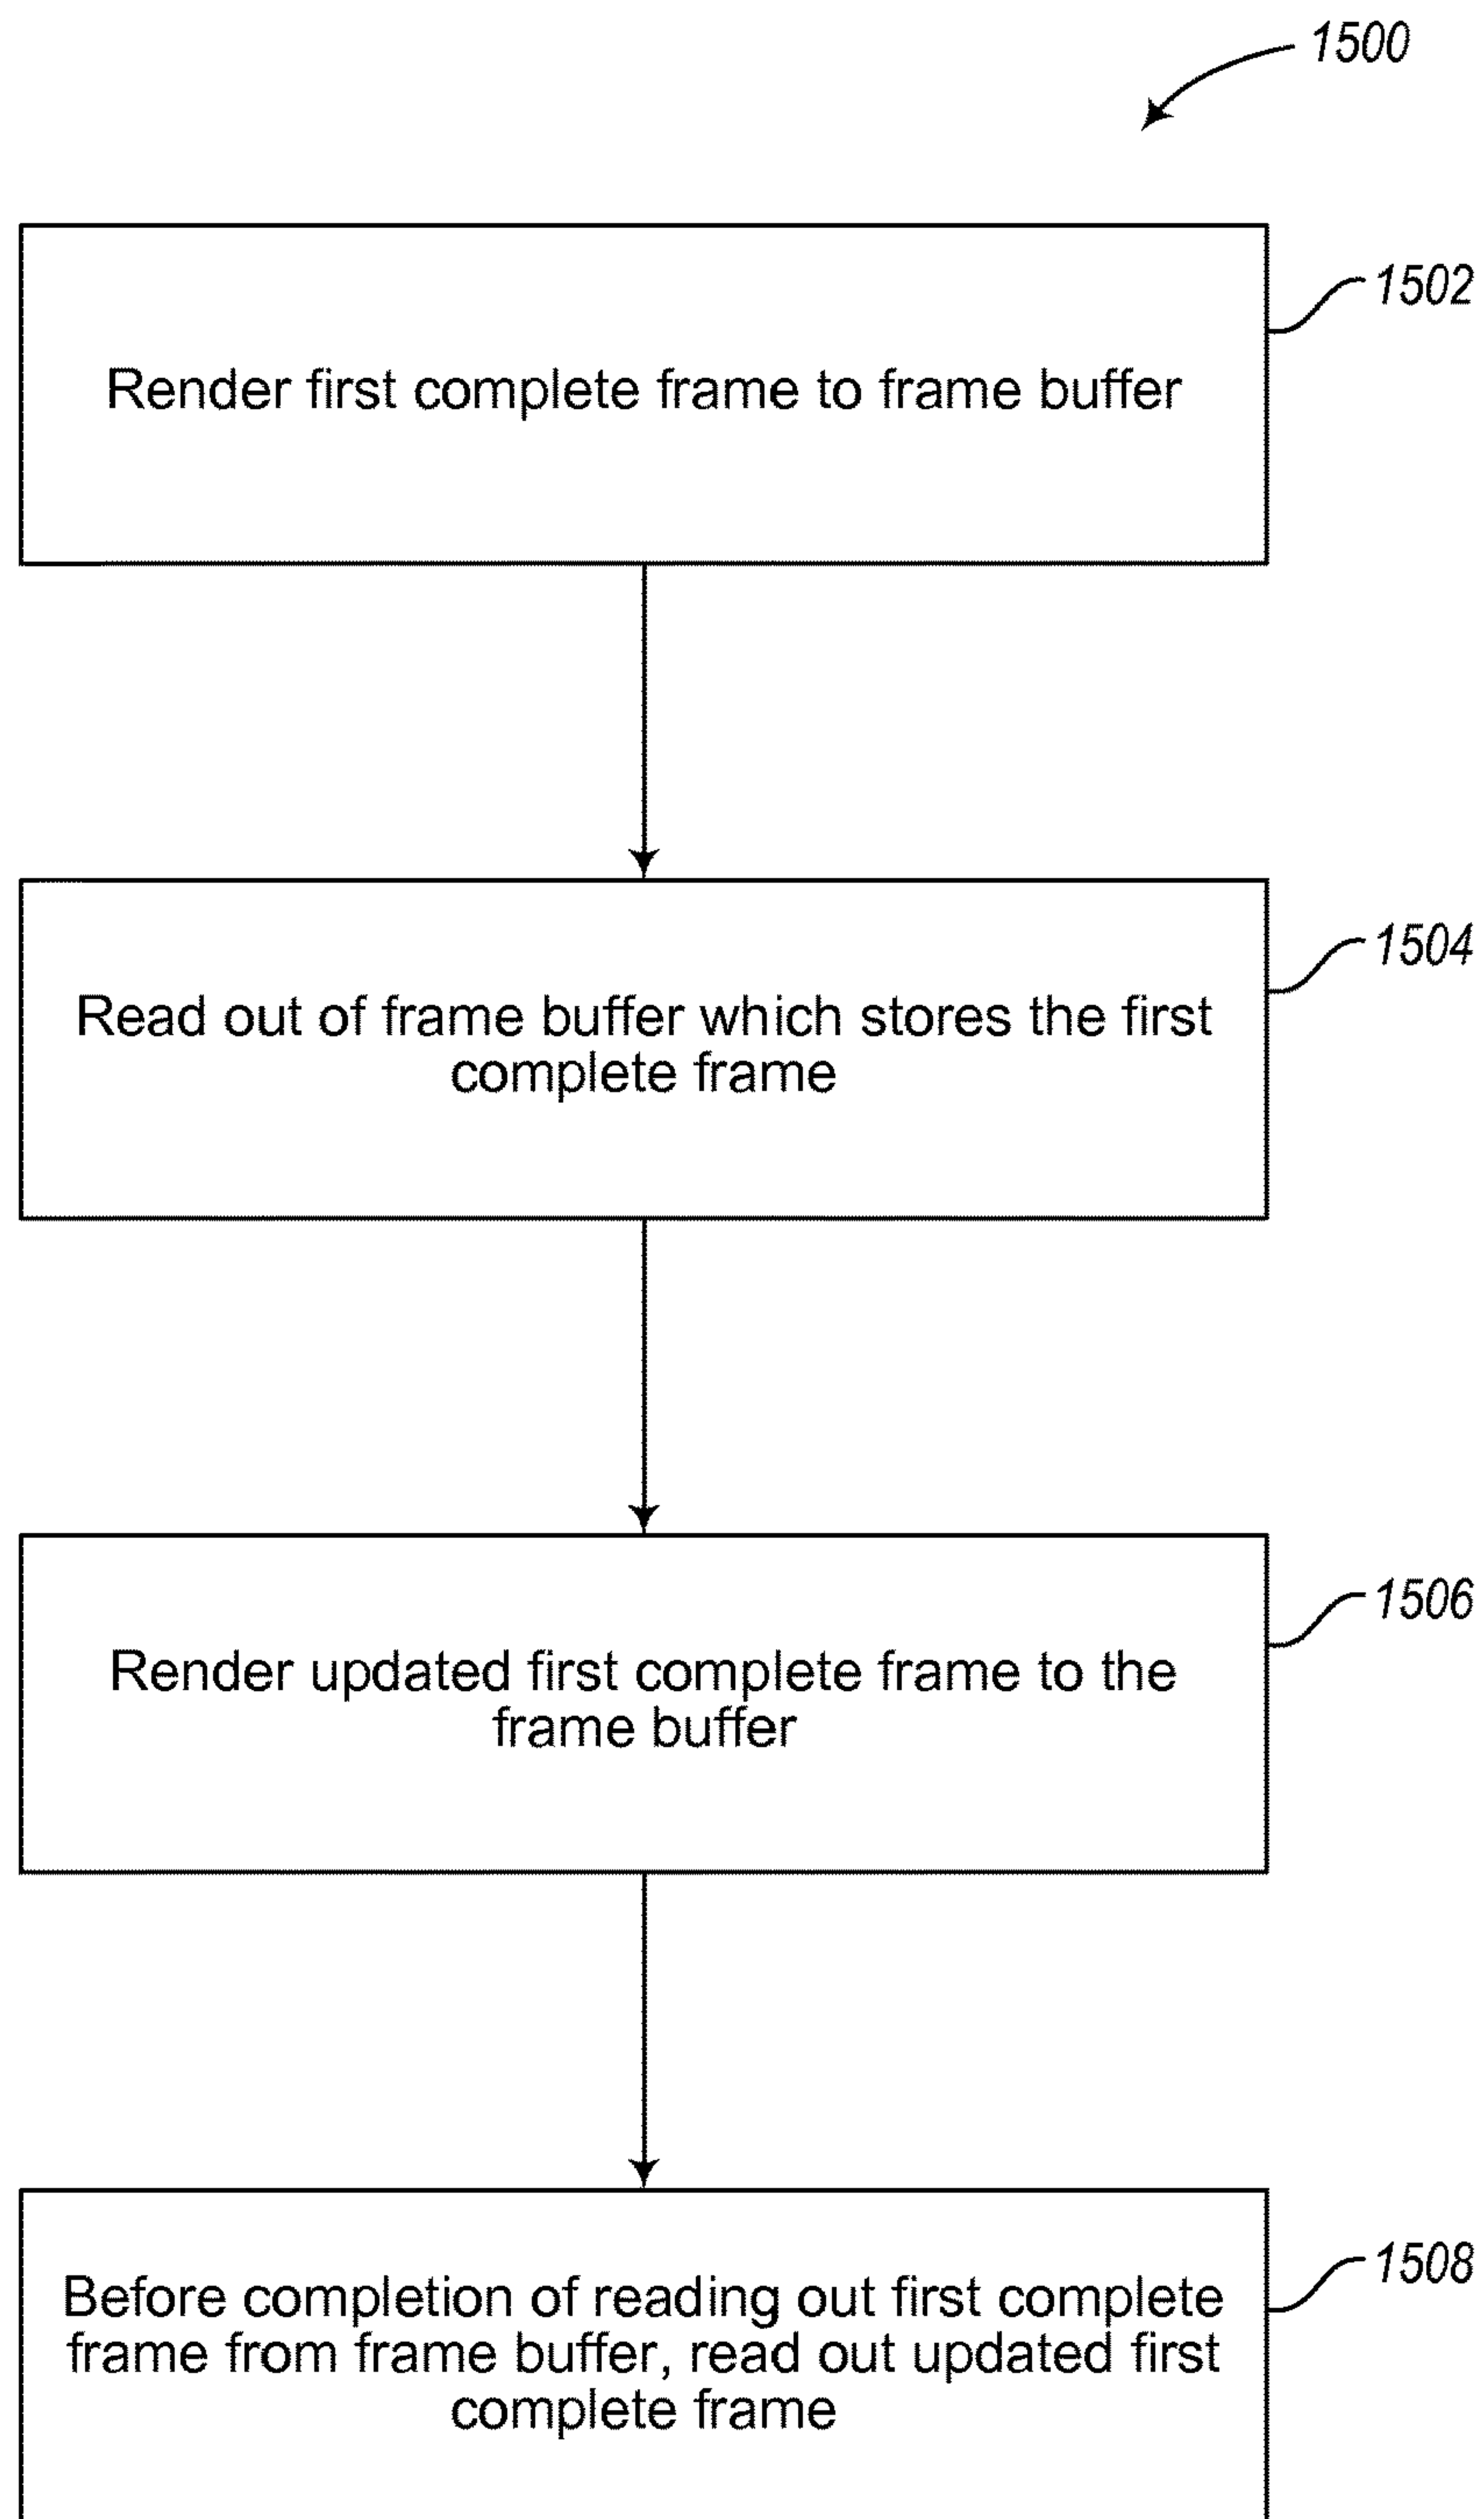 1500
Render first complete frame to frame buffer
1502
Read out of frame buffer which stores the first
complete frame
1504
Render updated first complete frame to the
frame buffer
1506
Before completion of reading out first complete
frame from frame buffer, read out updated first
complete frame
1508